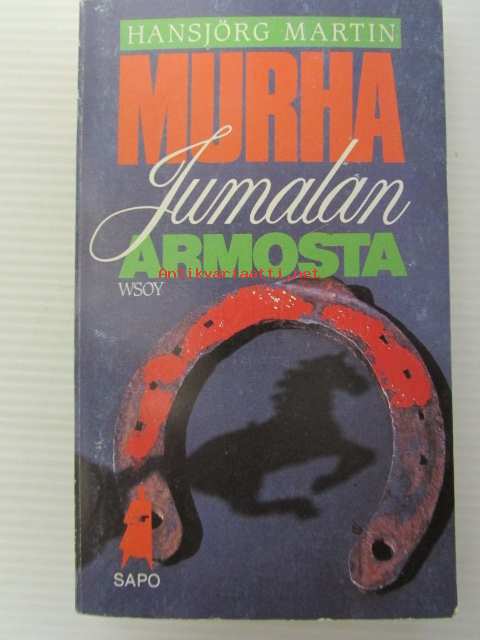 HANSJÖRG MARTIN
MURHA
Jumalan
ARMOSTA
Antikvariaatti.net
WSOY
SAPO